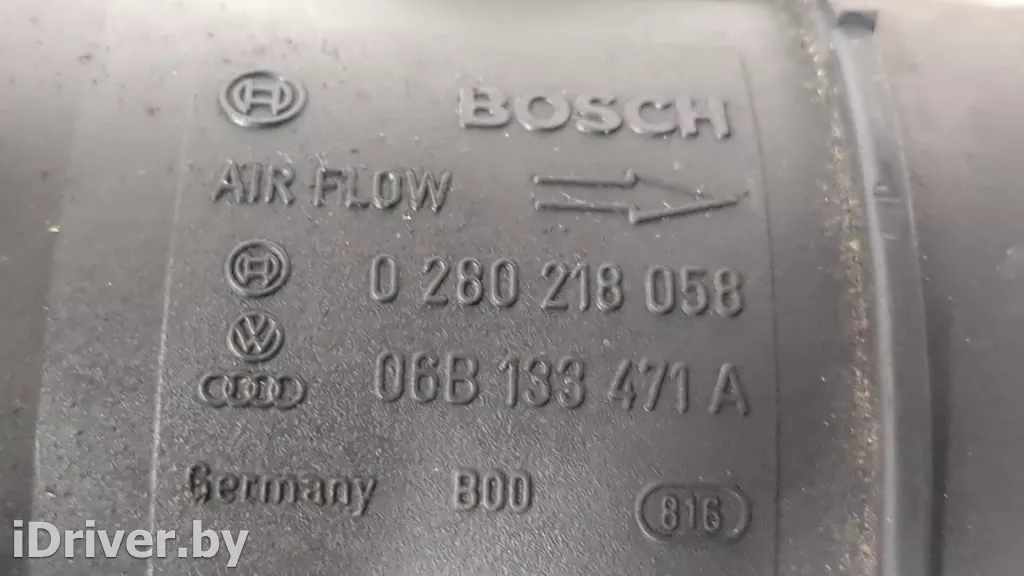 BOSCH
AIR FLOW
0 280 218 058
06B 133 471 A
Germany B00 816
iDriver.by